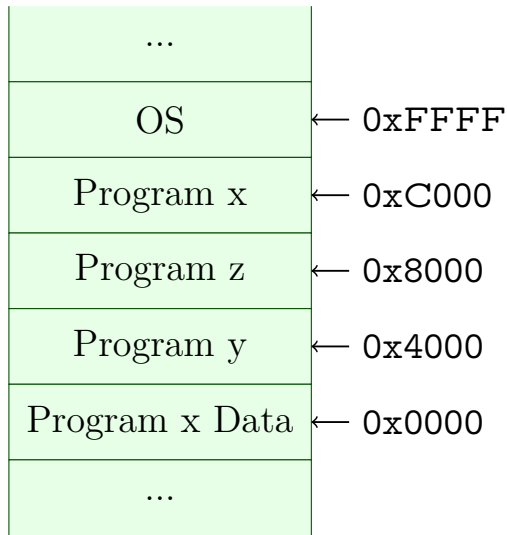 ...
OS 0xFFFF
Program x 0xC000
Program z 0x8000
Program y 0x4000
Program x Data 0x0000
...